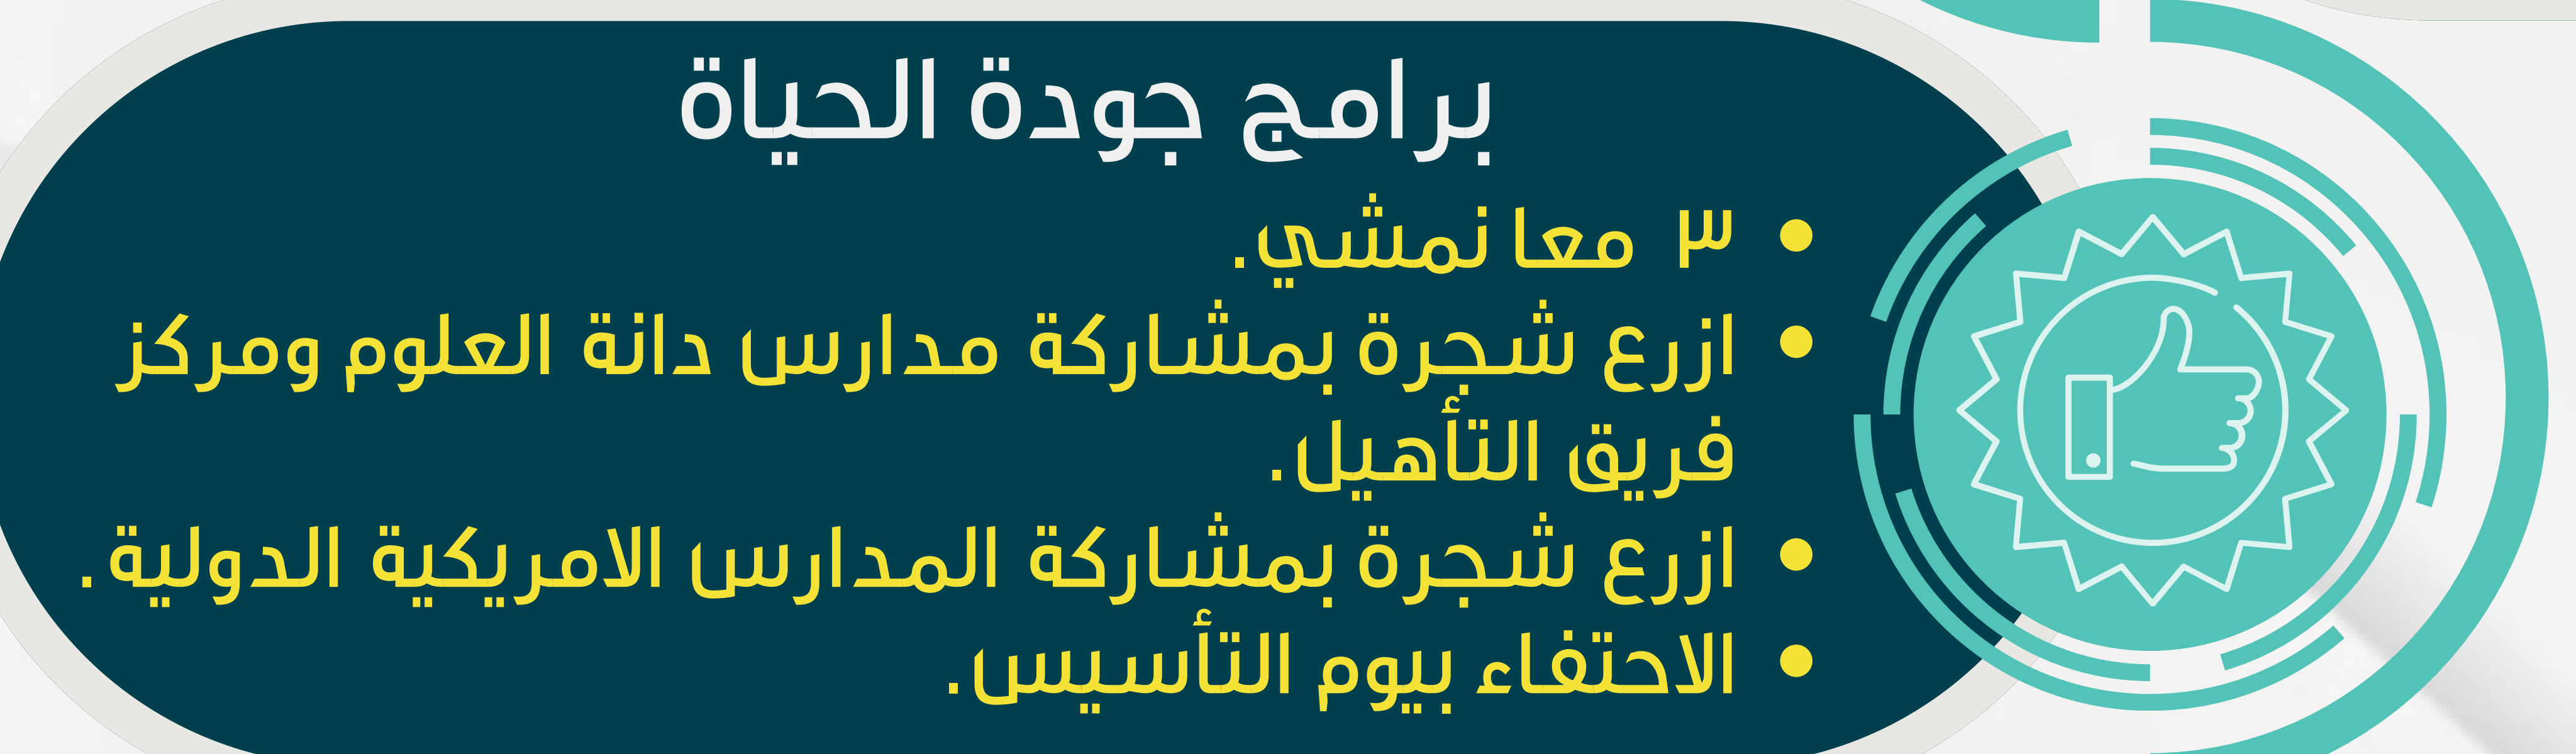 برامج جودة الحياة
• ٣ معا نمشي.
• ازرع شجرة بمشاركة مدارس دانة العلوم ومركز
فريق التأهيل.
• ازرع شجرة بمشاركة المدارس الامريكية الدولية.
• الاحتفاء بيوم التأسيس.